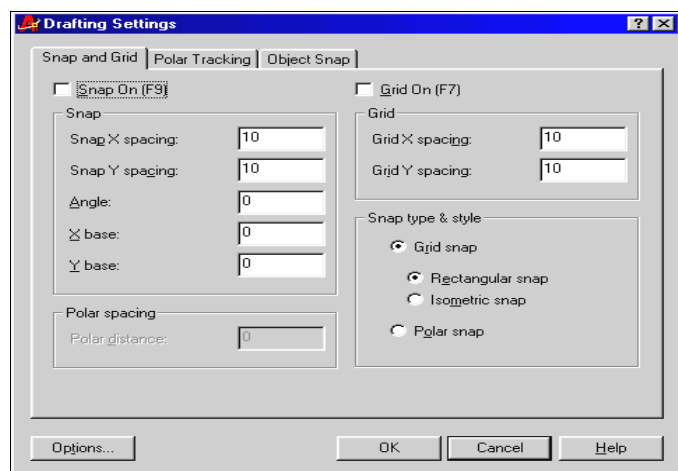 Drafting Settings
Snap and Grid Polar Tracking Object Snap
Snap On (F9)
Snap
Snap X spacing: 10
Snap Y spacing: 10
Angle: 0
X base: 0
Y base: 0
Polar spacing
Polar distance: 0
Grid On (F7)
Grid
Grid X spacing: 10
Grid Y spacing: 10
Snap type & style
Grid snap
Rectangular snap
Isometric snap
Polar snap
Options... OK Cancel Help